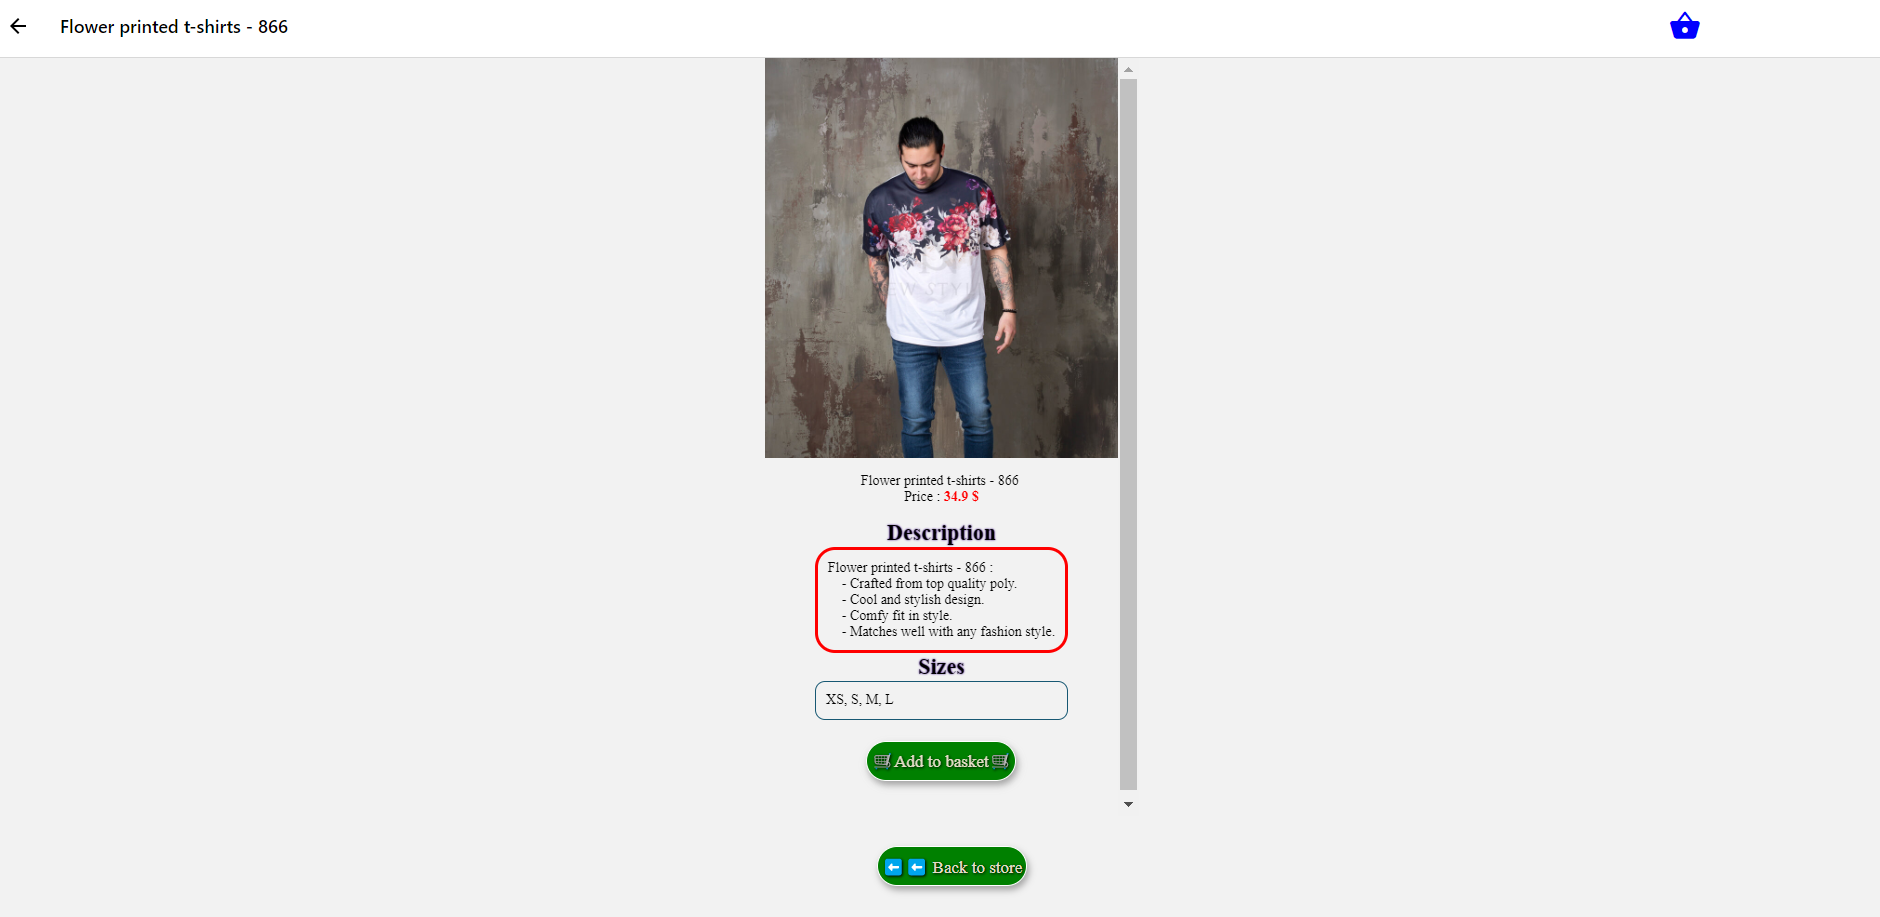 Flower printed t-shirts - 866
Flower printed t-shirts - 866
Price : 34.9 $
Description
Flower printed t-shirts - 866 :
- Crafted from top quality poly.
- Cool and stylish design.
- Comfy fit in style.
- Matches well with any fashion style.
Sizes
XS, S, M, L
Add to basket
Back to store